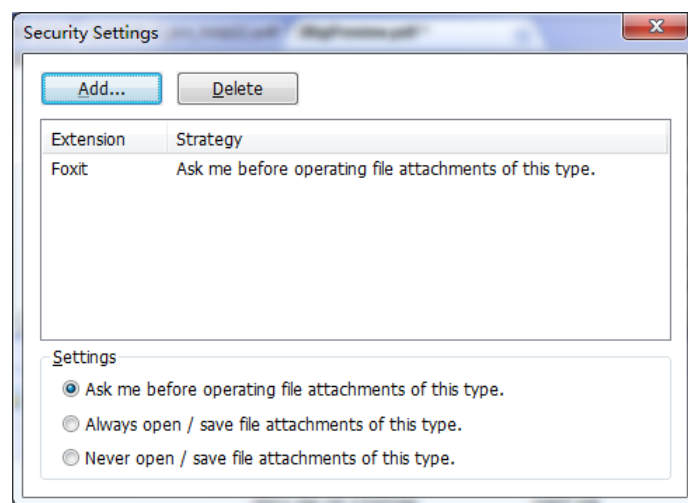 Security Settings
Add...
Delete
Extension Strategy
Foxit Ask me before operating file attachments of this type.
Settings
Ask me before operating file attachments of this type.
Always open / save file attachments of this type.
Never open / save file attachments of this type.